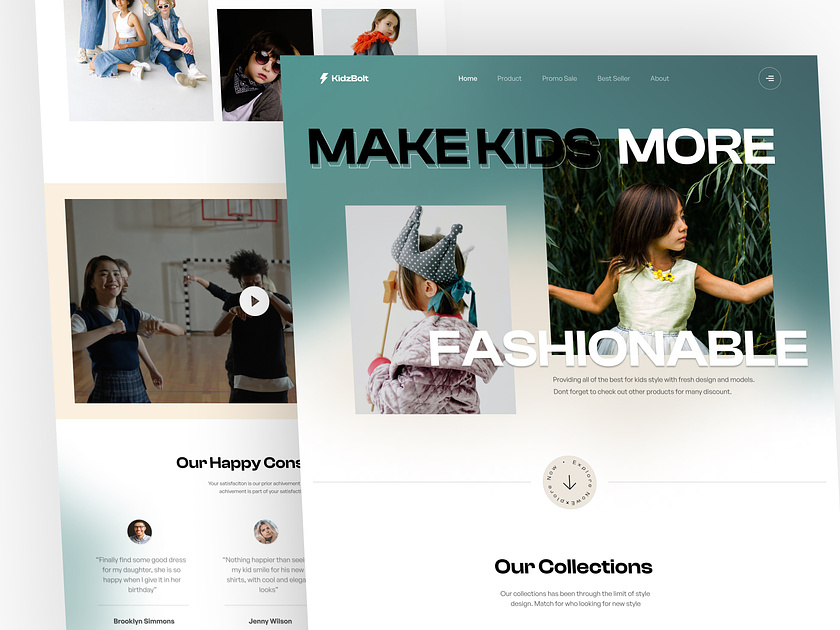 KidzBolt
Home Product Promo Sale Best Seller About
MAKE KIDS MORE
FASHIONABLE
Providing all of the best for kids style with fresh design and models.
Dont forget to check out other products for many discount.
Explore Now • Explore Now
Our Collections
Our collections has been through the limit of style
design. Match for who looking for new style
Our Happy Cons
Your satisfaciton is our prior achievement
achievement is part of your satisfacti
“Finally find some good dress
for my daughter, she is so
happy when I give it in her
birthday”
Brooklyn Simmons
“Nothing happier than seei
my kid smile for his new
shirts, with cool and elega
looks”
Jenny Wilson